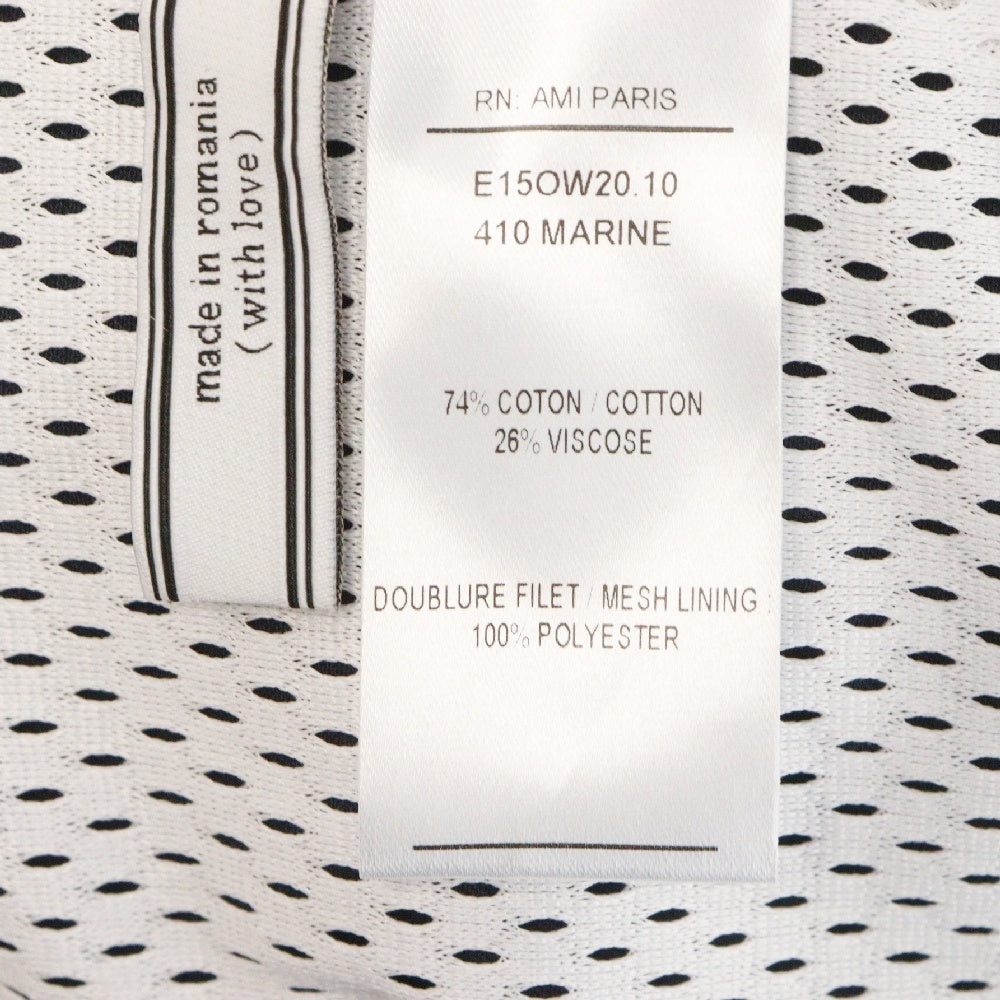 made in romania
(with love)
RN: AMI PARIS
E15OW20.10
410 MARINE
74% COTON / COTTON
26% VISCOSE
DOUBLURE FILET / MESH LINING :
100% POLYESTER